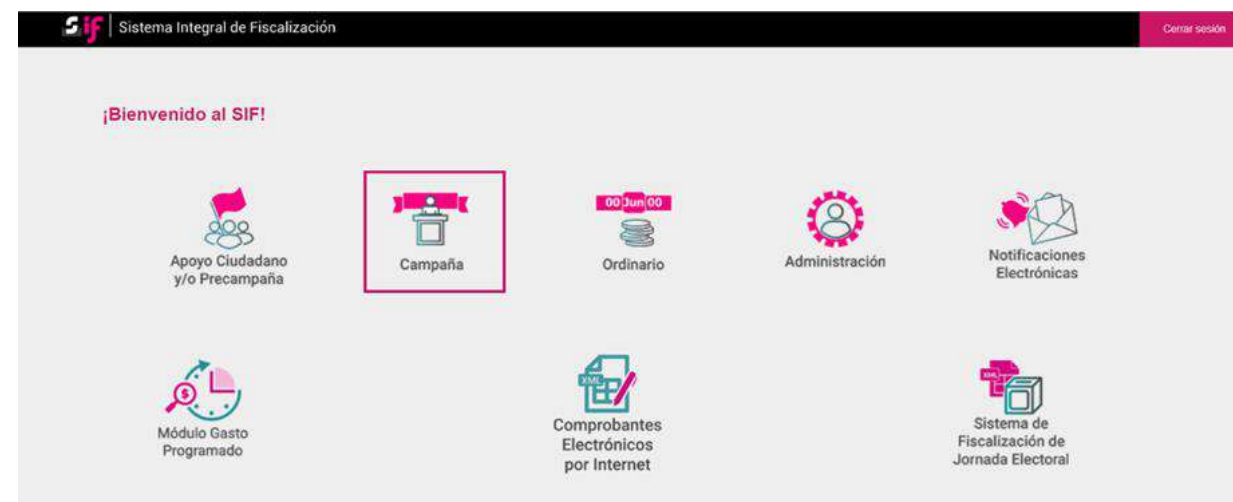 Sif Sistema Integral de Fiscalización
Cerrar sesión
¡Bienvenido al SIF!
Apoyo Ciudadano
y/o Precampaña
Campaña
00 Jun 00
Ordinario
Administración
Notificaciones
Electrónicas
Módulo Gasto
Programado
XML
Comprobantes
Electrónicos
por Internet
XML
Sistema de
Fiscalización de
Jornada Electoral